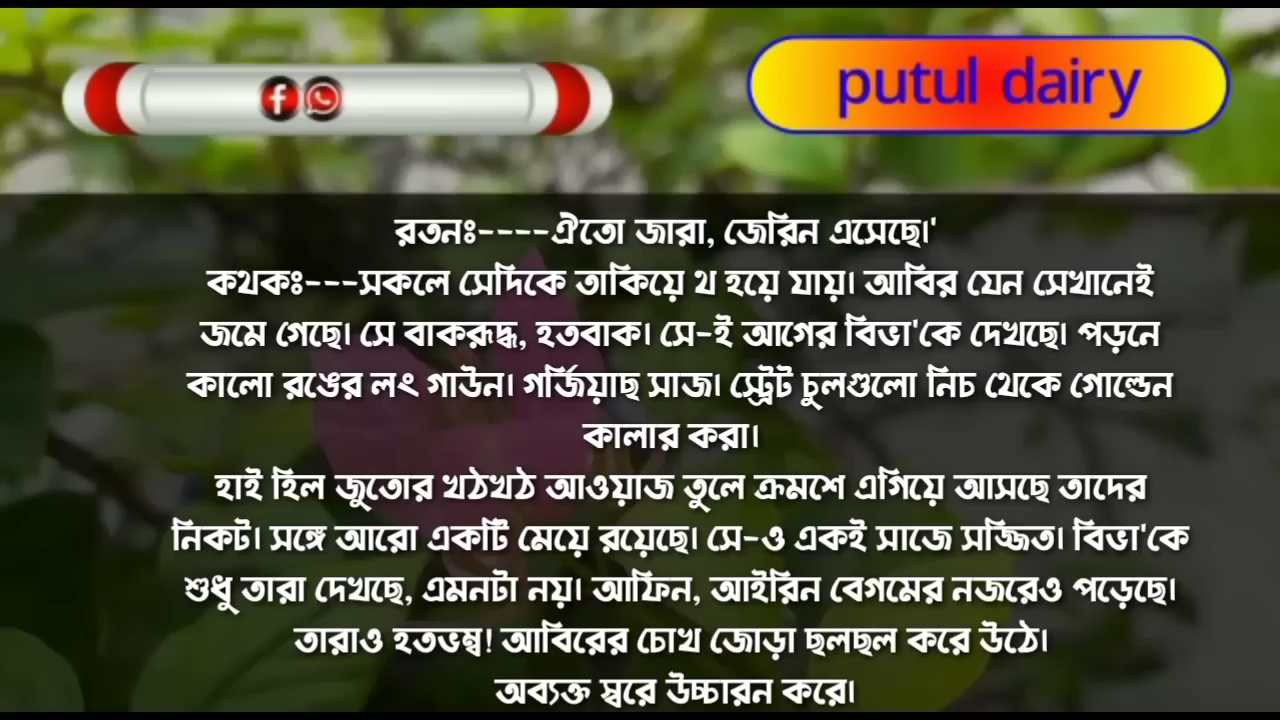 putul dairy
রতনঃ----ঐতো জারা, জেরিন এসেছে।'
কথকঃ---সকলে সেদিকে তাকিয়ে থ হয়ে যায়। আবির যেন সেখানেই
জমে গেছে। সে বাকরূদ্ধ, হতবাক। সে-ই আগের বিভা'কে দেখছে। পড়নে
কালো রঙের লং গাউন। গর্জিয়াছ সাজ। স্ট্রেট চুলগুলো নিচ থেকে গোল্ডেন
কালার করা।
হাই হিল জুতোর খঠখঠ আওয়াজ তুলে ক্রমশে এগিয়ে আসছে তাদের
নিকট। সঙ্গে আরো একটি মেয়ে রয়েছে। সে-ও একই সাজে সজ্জিত। বিভা'কে
শুধু তারা দেখছে, এমনটা নয়। আফিন, আইরিন বেগমের নজরেও পড়েছে।
তারাও হতভম্ব! আবিরের চোখ জোড়া ছলছল করে উঠে।
অব্যক্ত স্বরে উচ্চারন করে।